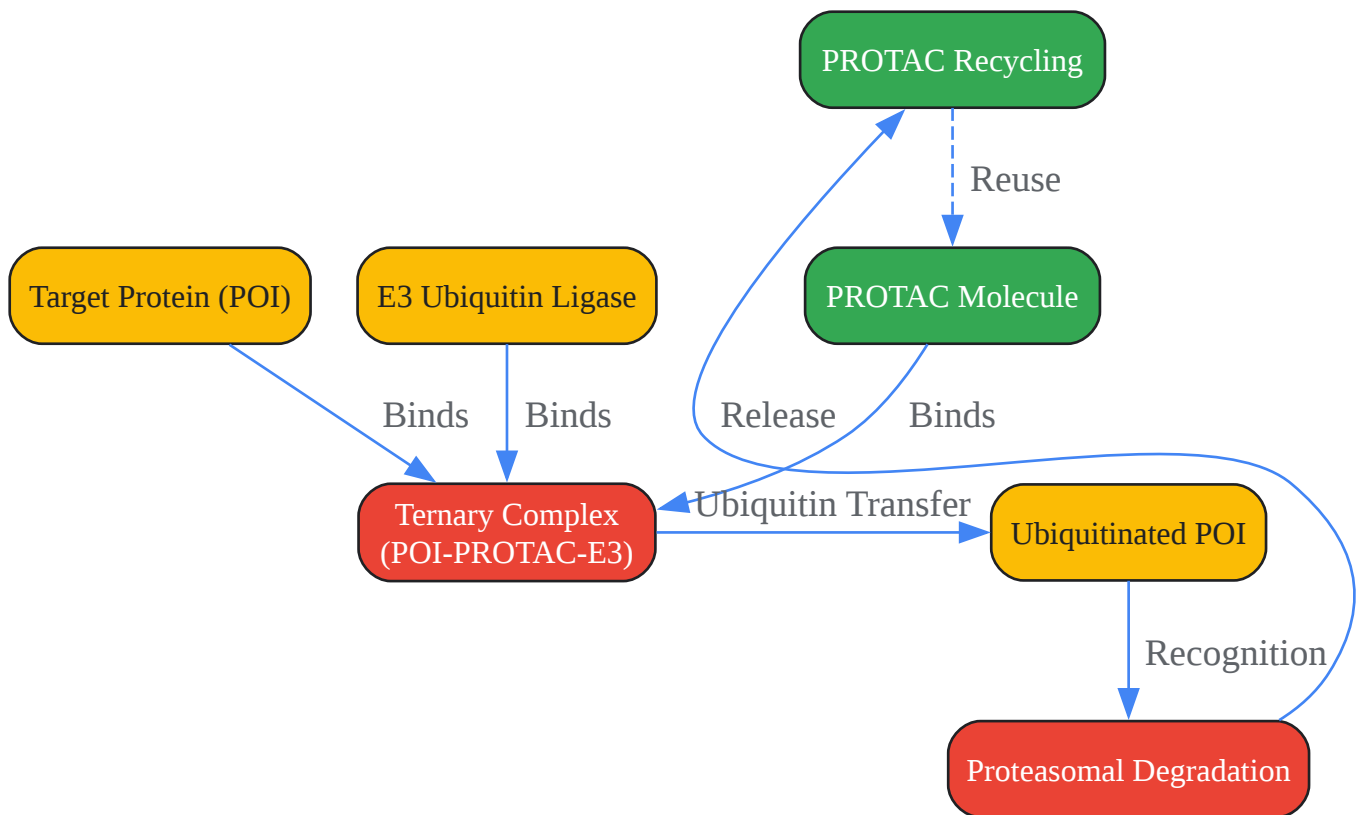 PROTAC Recycling
Reuse
Target Protein (POI)
E3 Ubiquitin Ligase
PROTAC Molecule
Binds
Binds
Release
Binds
Ternary Complex
(POI-PROTAC-E3)
Ubiquitin Transfer
Ubiquitinated POI
Recognition
Proteasomal Degradation